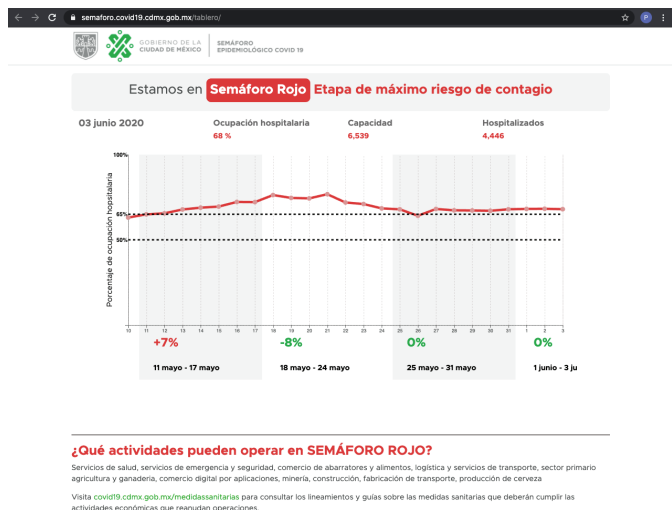 semaforo.covid19.cdmx.gob.mx/tablero/
P
GOBIERNO DE LA
CIUDAD DE MÉXICO
SEMÁFORO
EPIDEMIOLÓGICO COVID 19
Estamos en Semáforo Rojo Etapa de máximo riesgo de contagio
03 junio 2020
Ocupación hospitalaria
68 %
Capacidad
6,539
Hospitalizados
4,446
Porcentaje de ocupación hospitalaria
100%
65%
50%
10 11 12 13 14 15 16 17 18 19 20 21 22 23 24 25 26 27 28 29 30 31 1 2 3
+7% -8% 0% 0%
11 mayo - 17 mayo 18 mayo - 24 mayo 25 mayo - 31 mayo 1 junio - 3 ju
¿Qué actividades pueden operar en SEMÁFORO ROJO?
Servicios de salud, servicios de emergencia y seguridad, comercio de abarratores y alimentos, logística y servicios de transporte, sector primario
agricultura y ganaderia, comercio digital por aplicaciones, minería, construcción, fabricación de transporte, producción de cerveza
Visita covid19.cdmx.gob.mx/medidassanitarias para consultar los lineamientos y guías sobre las medidas sanitarias que deberán cumplir las
actividades económicas que reanudan operaciones